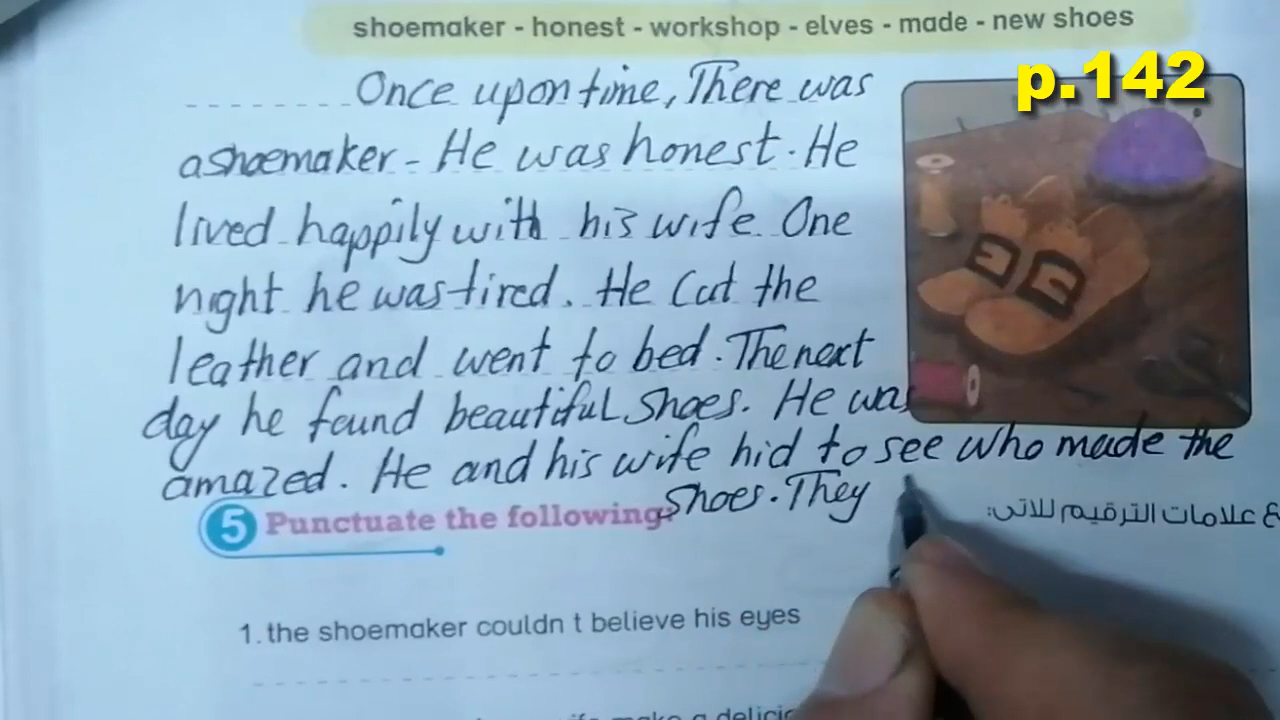 shoemaker - honest - workshop - elves - made - new shoes
p.142
Once upon time, There was
a shoemaker - He was honest. He
lived happily with his wife. One
night he was tired. He cut the
leather and went to bed. The next
day he found beautiful shoes. He was
amazed. He and his wife hid to see who made the
shoes. They
5 Punctuate the following:
علامات الترقيم للآتى:
1. the shoemaker couldn t believe his eyes
make a